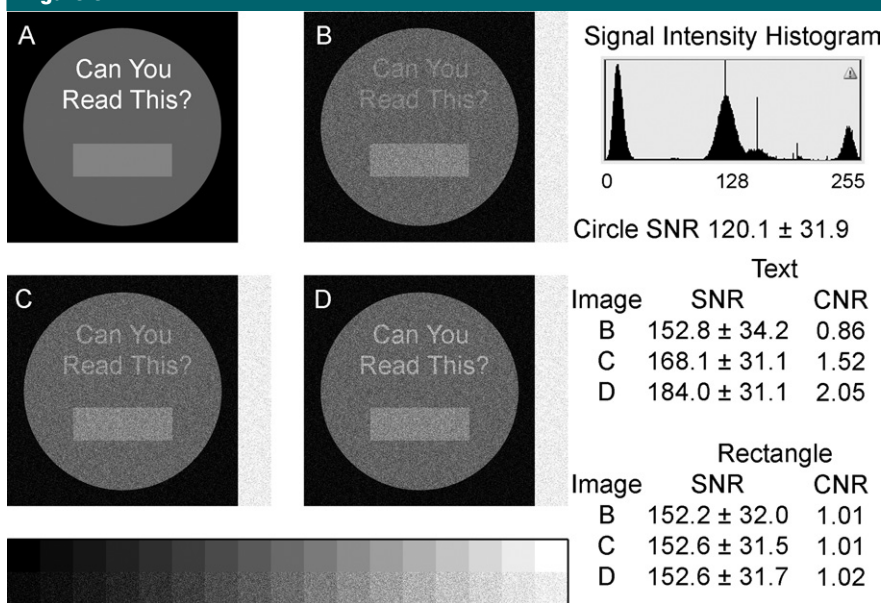 A
Can You
Read This?
B
Can You
Read This?
C
Can You
Read This?
D
Can You
Read This?
Signal Intensity Histogram
0 128 255
Circle SNR 120.1 ± 31.9
Text
Image SNR CNR
B 152.8 ± 34.2 0.86
C 168.1 ± 31.1 1.52
D 184.0 ± 31.1 2.05
Rectangle
Image SNR CNR
B 152.2 ± 32.0 1.01
C 152.6 ± 31.5 1.01
D 152.6 ± 31.7 1.02